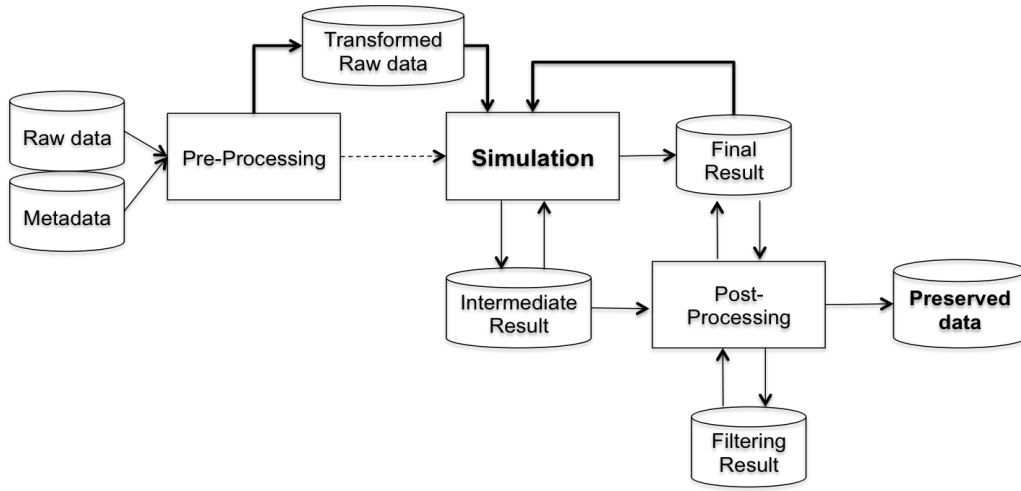 Transformed
Raw data
Raw data
Metadata
Pre-Processing
Simulation
Final
Result
Intermediate
Result
Post-
Processing
Preserved
data
Filtering
Result